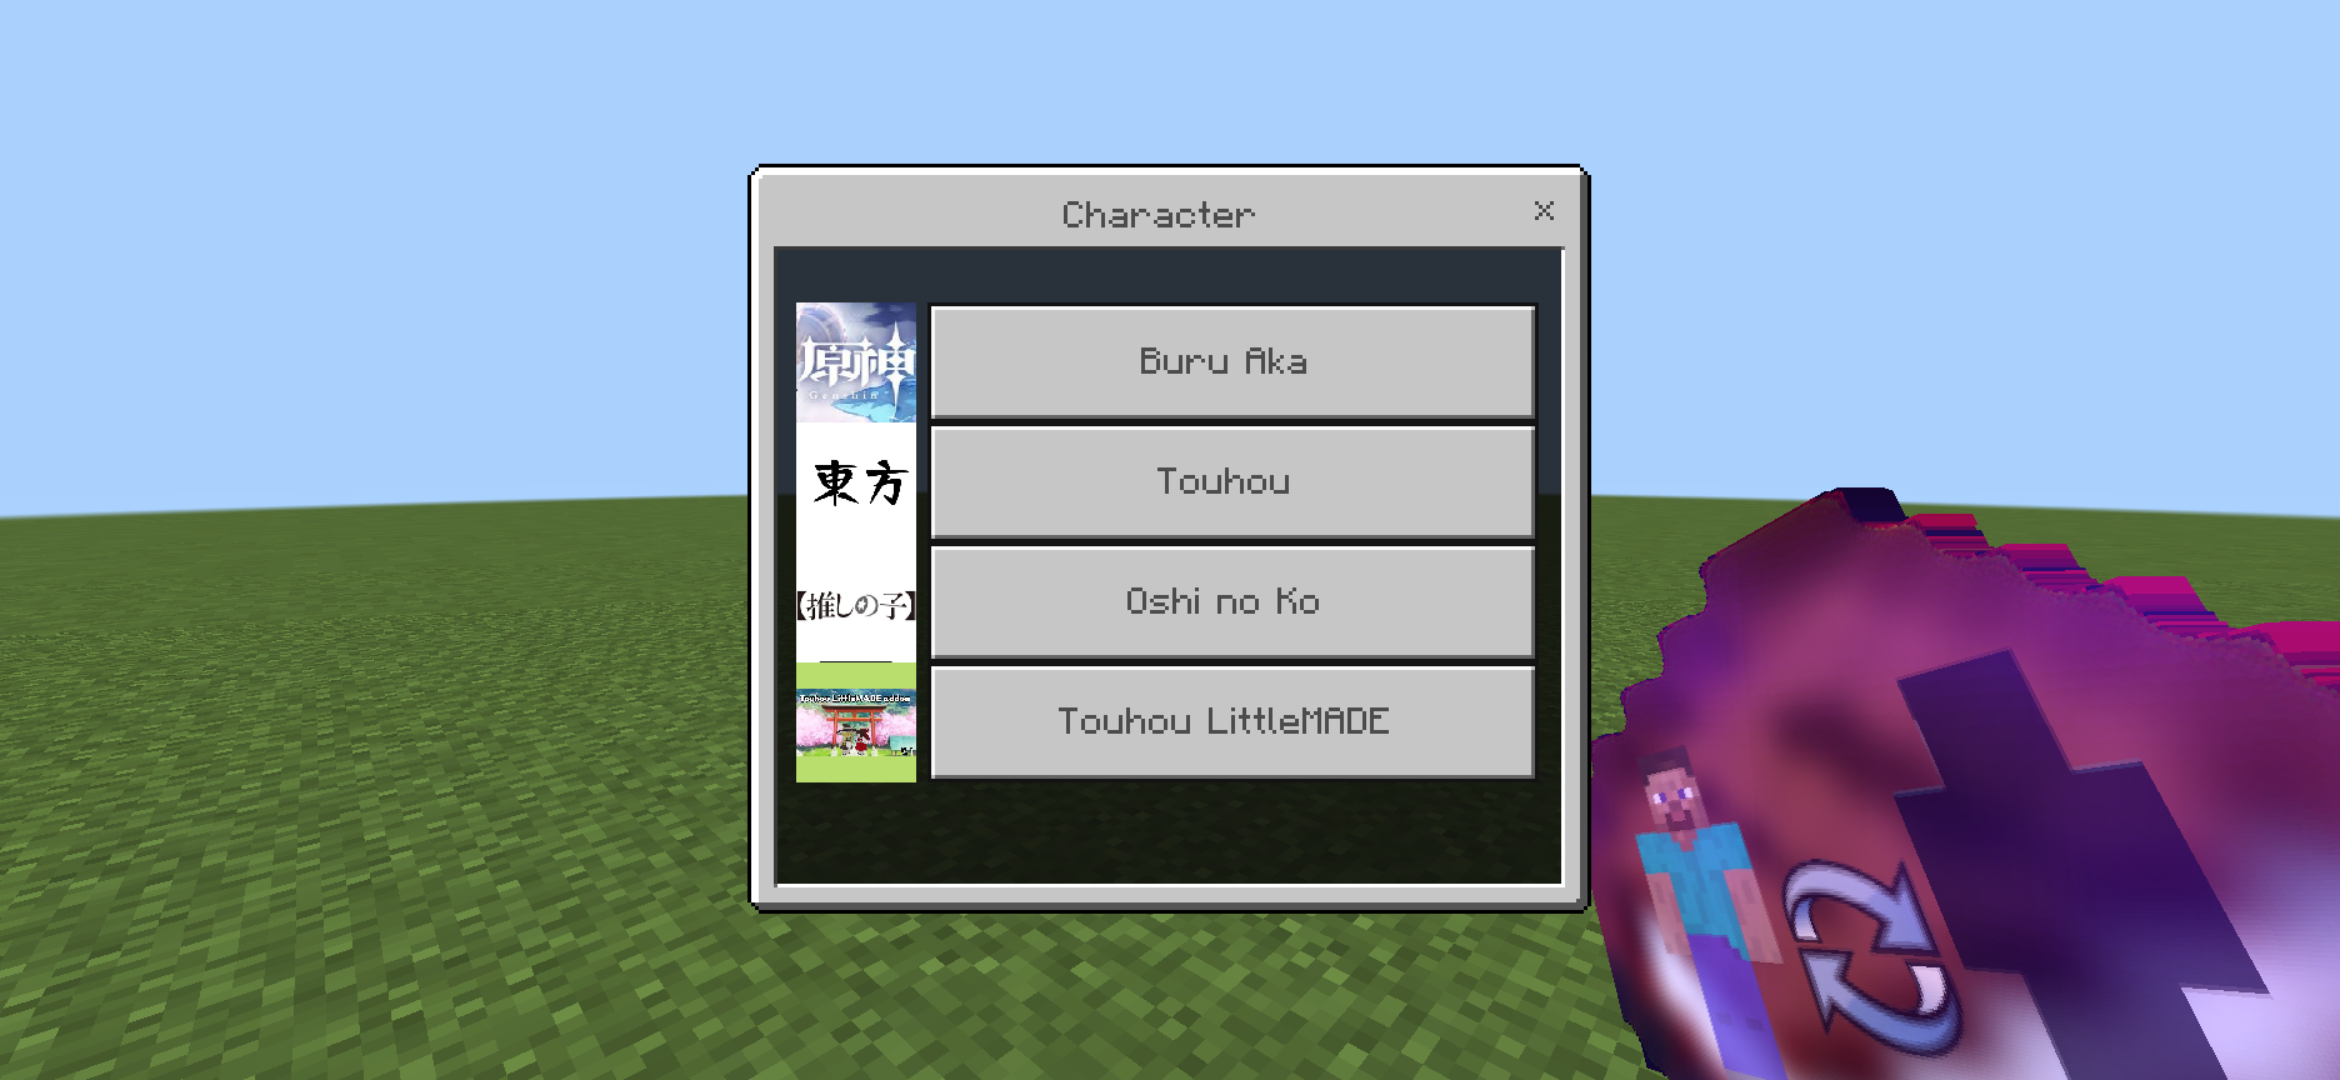 Character
原神
Genshin
Buru Aka
東方
Touhou
【推しの子】
Oshi no Ko
Touhou LittleMADE addon
Touhou LittleMADE